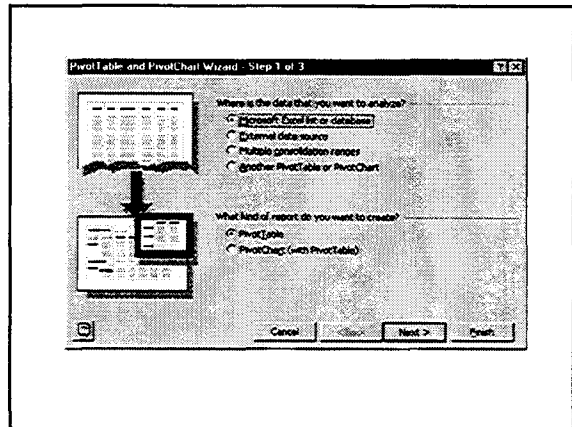 PivotTable and PivotChart Wizard - Step 1 of 3
Where is the data that you want to analyze?
Microsoft Excel list or database
External data source
Multiple consolidation ranges
Another PivotTable or PivotChart
What kind of report do you want to create?
PivotTable
PivotChart (with PivotTable)
Cancel
< Back
Next >
Finish